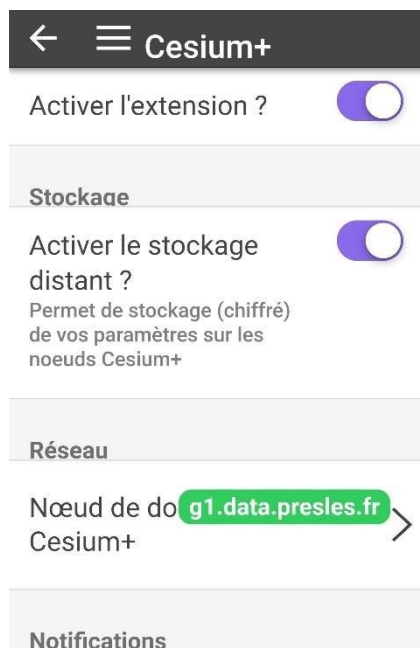 Cesium+
Activer l'extension ?
Stockage
Activer le stockage
distant ?
Permet de stockage (chiffré)
de vos paramètres sur les
noeuds Cesium+
Réseau
Nœud de do g1.data.presles.fr
Cesium+
Notifications